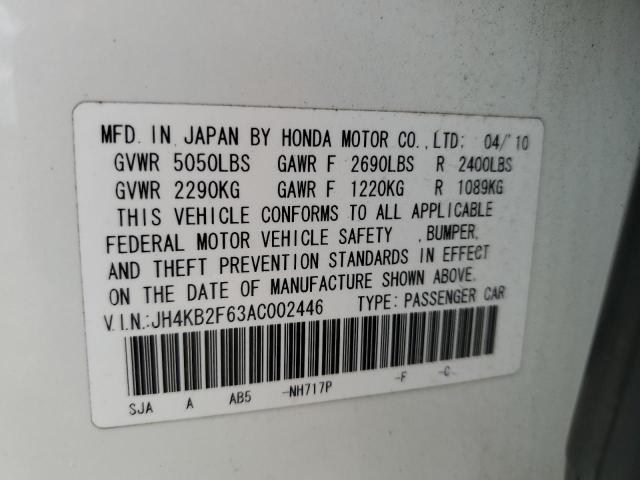 MFD. IN JAPAN BY HONDA MOTOR CO.,LTD: 04/'10
GVWR 5050LBS GAWR F 2690LBS R 2400LBS
GVWR 2290KG GAWR F 1220KG R 1089KG
THIS VEHICLE CONFORMS TO ALL APPLICABLE
FEDERAL MOTOR VEHICLE SAFETY ,BUMPER,
AND THEFT PREVENTION STANDARDS IN EFFECT
ON THE DATE OF MANUFACTURE SHOWN ABOVE.
V.I.N.:JH4KB2F63AC002446 TYPE: PASSENGER CAR
SJA A AB5 -NH717P -F -C